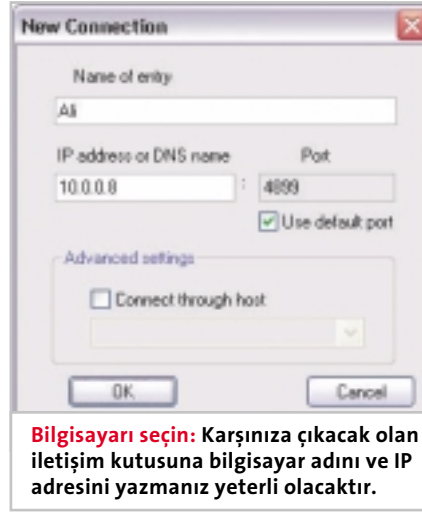 New Connection
Name of entry
Ali
IP address or DNS name : Port
10.0.0.8 4899
Use default port
Advanced settings
Connect through host
OK Cancel
Bilgisayarı seçin: Karşınıza çıkacak olan
iletişim kutusuna bilgisayar adını ve IP
adresini yazmanız yeterli olacaktır.